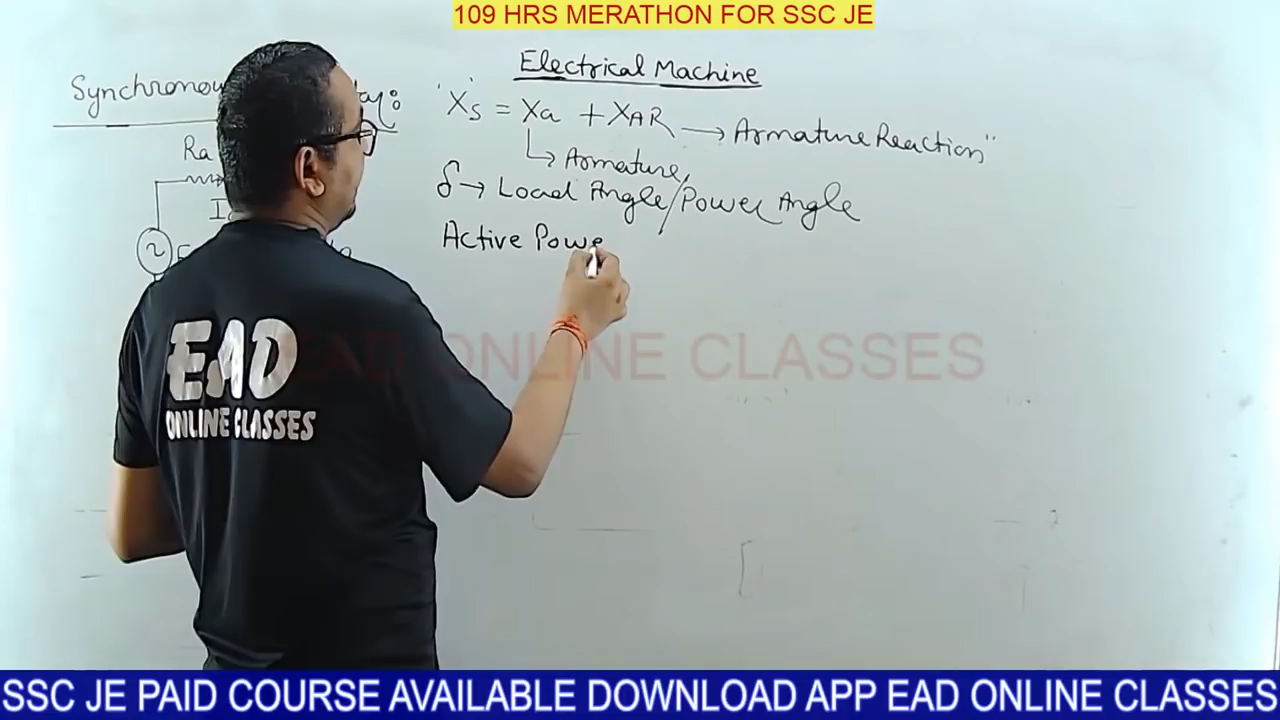 109 HRS MERATHON FOR SSC JE
Electrical Machine
'Xs' = Xa + XAR → Armature Reaction"
↳ Armature
δ → Load Angle/Power Angle
Active Powe
Ra
EAD
ONLINE CLASSES
EAD ONLINE CLASSES
SSC JE PAID COURSE AVAILABLE DOWNLOAD APP EAD ONLINE CLASSES